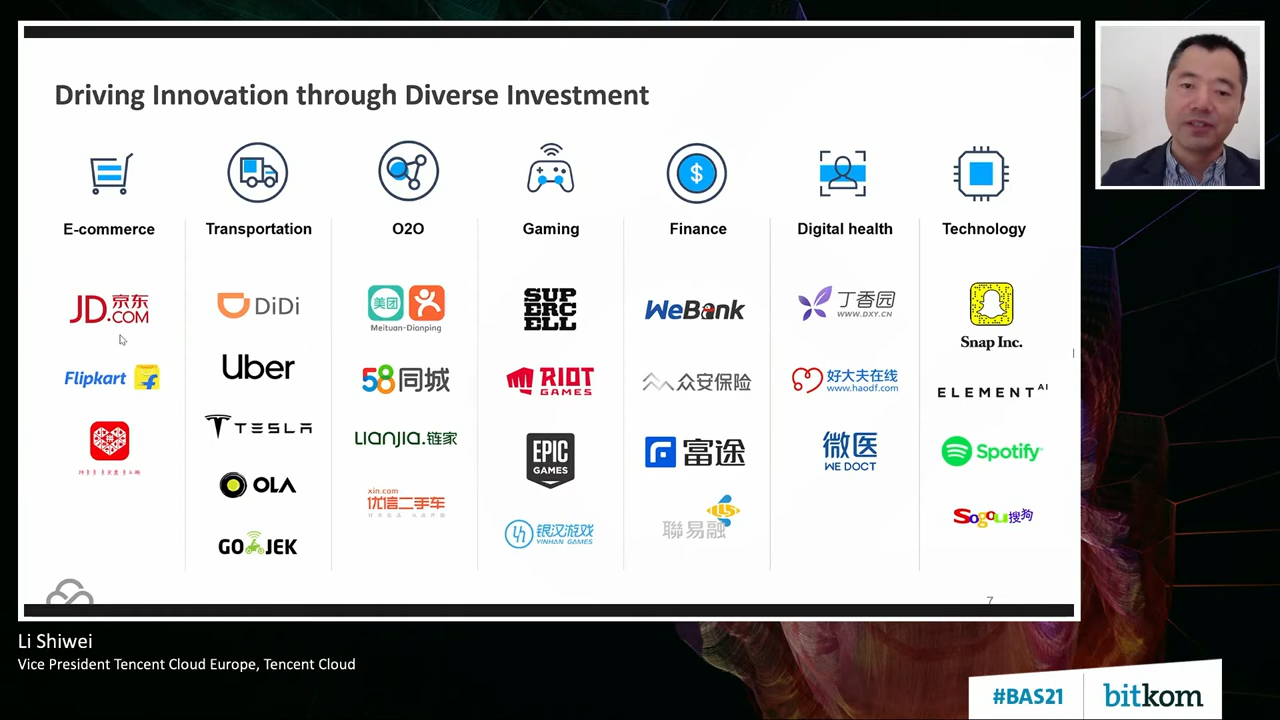 Driving Innovation through Diverse Investment
E-commerce
Transportation
O2O
Gaming
Finance
Digital health
Technology
JD.COM 京东
Flipkart
拼
DiDi
Uber
TESLA
OLA
GO JEK
美团
Meituan-Dianping
58同城
LIANJIA.链家
xin.com
优信二手车
SUPERCELL
RIOT GAMES
EPIC GAMES
银汉游戏
YINHAN GAMES
WeBank
众安保险
富途
LLS
聯易融
丁香园
WWW.DXY.CN
好大夫在线
www.haodf.com
微医
WE DOCT
Snap Inc.
ELEMENT AI
Spotify
Sogou搜狗
7
Li Shiwei
Vice President Tencent Cloud Europe, Tencent Cloud
#BAS21
bitkom